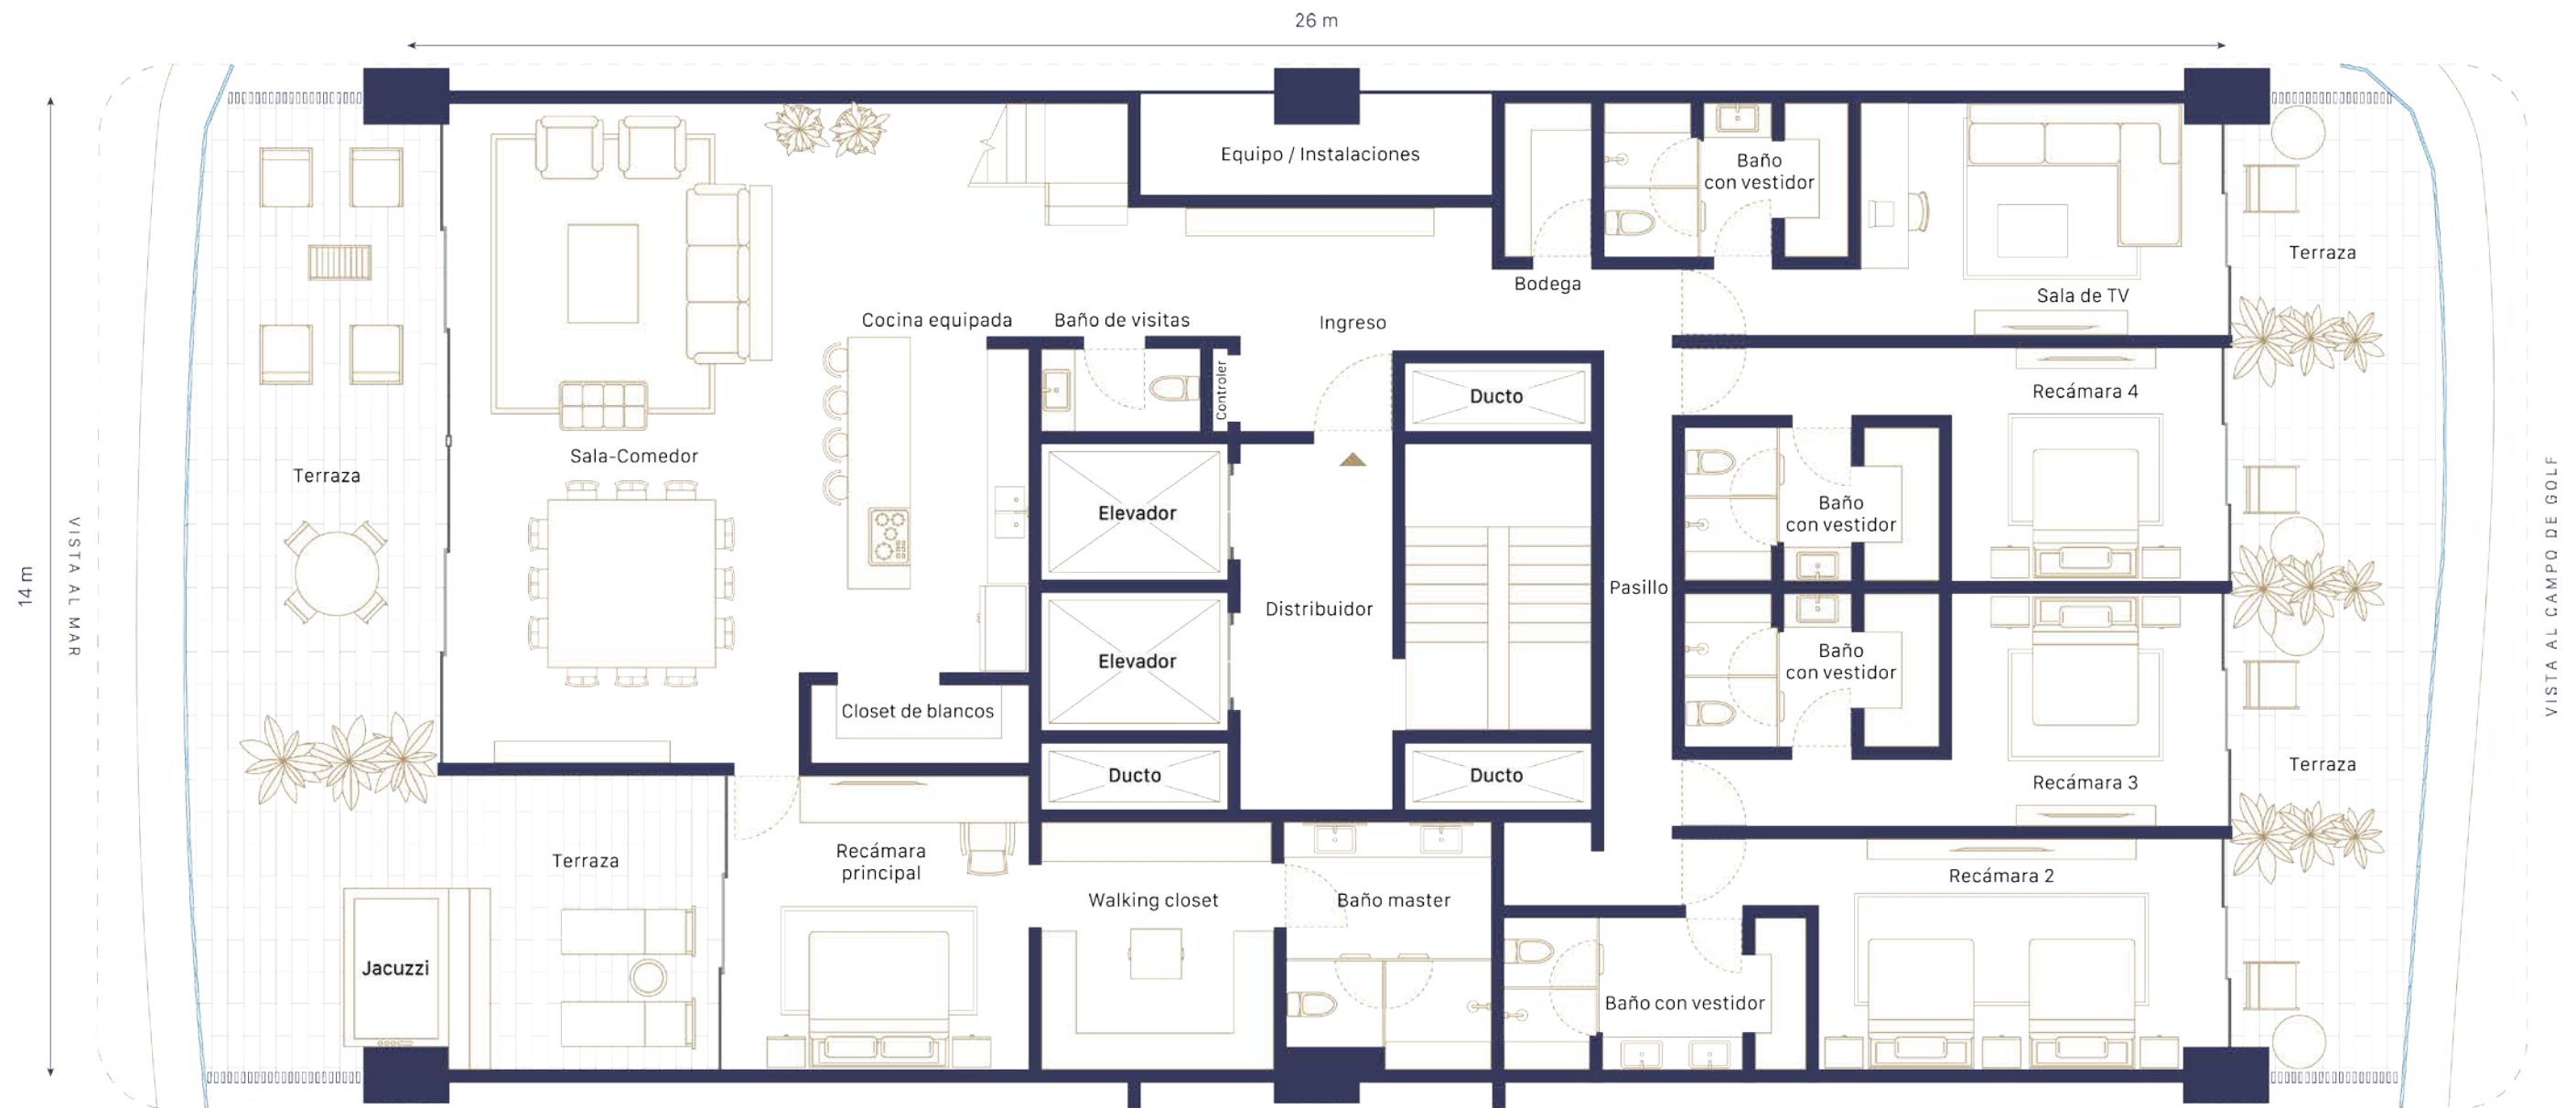 26 m
14 m
VISTA AL MAR
VISTA AL CAMPO DE GOLF
Equipo / Instalaciones
Baño
con vestidor
Terraza
Bodega
Sala de TV
Cocina equipada
Baño de visitas
Ingreso
Controler
Ducto
Recámara 4
Sala-Comedor
Terraza
Elevador
Baño
con vestidor
Pasillo
Distribuidor
Elevador
Baño
con vestidor
Closet de blancos
Ducto
Ducto
Recámara 3
Terraza
Terraza
Recámara
principal
Walking closet
Baño master
Recámara 2
Jacuzzi
Baño con vestidor